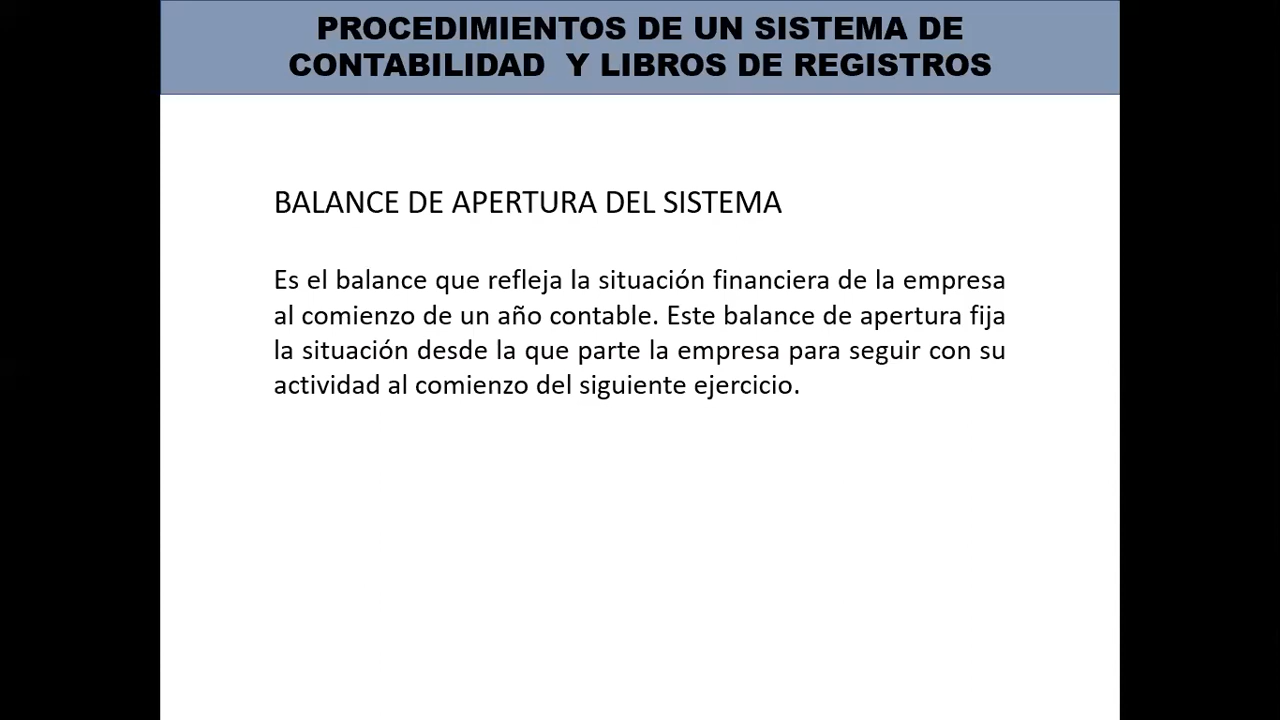 PROCEDIMIENTOS DE UN SISTEMA DE
CONTABILIDAD Y LIBROS DE REGISTROS
BALANCE DE APERTURA DEL SISTEMA
Es el balance que refleja la situación financiera de la empresa
al comienzo de un año contable. Este balance de apertura fija
la situación desde la que parte la empresa para seguir con su
actividad al comienzo del siguiente ejercicio.